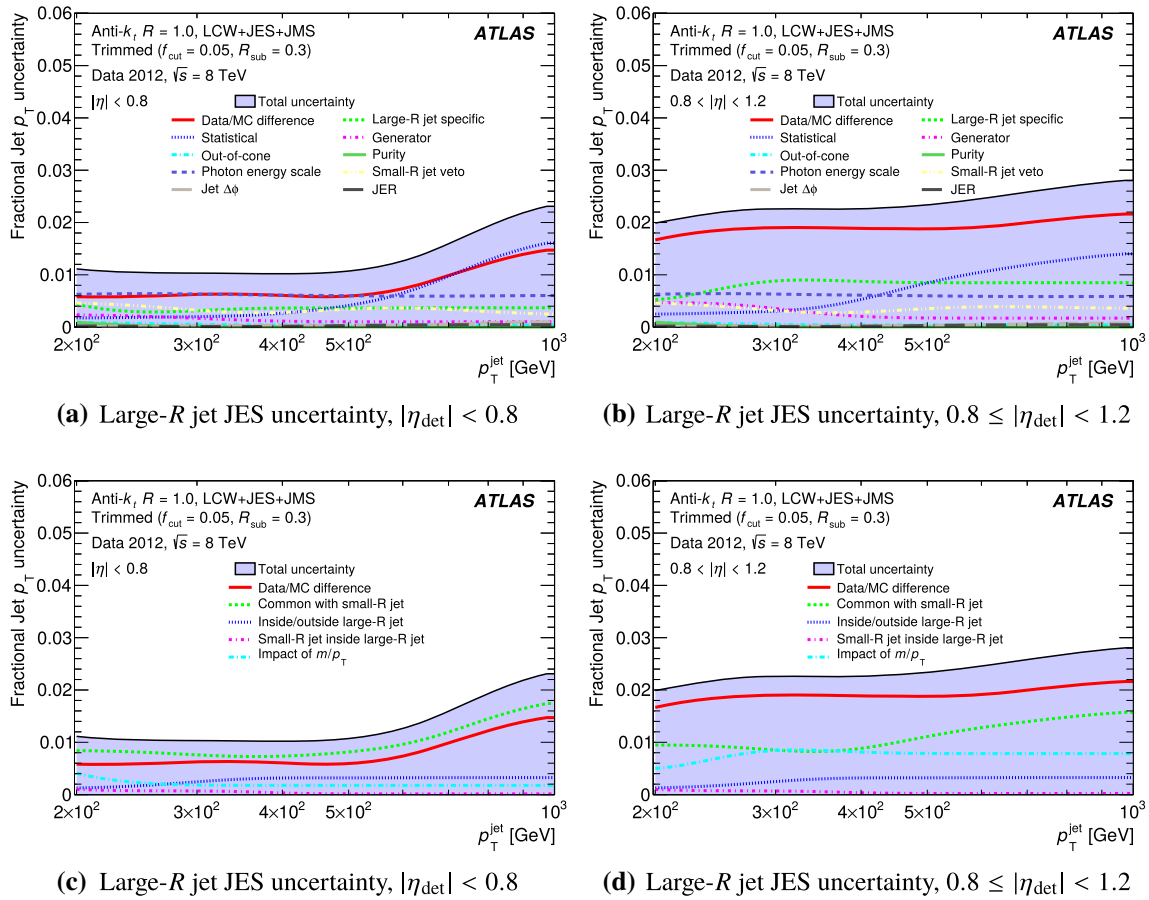 Fractional Jet p_T uncertainty
0.06
0.05
0.04
0.03
0.02
0.01
0
Anti-k_t R = 1.0, LCW+JES+JMS
ATLAS
Trimmed (f_cut = 0.05, R_sub = 0.3)
Data 2012, √s = 8 TeV
|η| < 0.8
Total uncertainty
Data/MC difference
Large-R jet specific
Statistical
Generator
Out-of-cone
Purity
Photon energy scale
Small-R jet veto
Jet Δϕ
JER
2×10²
3×10²
4×10²
5×10²
10³
p_T^jet [GeV]
(a) Large-R jet JES uncertainty, |η_det| < 0.8
Fractional Jet p_T uncertainty
0.06
0.05
0.04
0.03
0.02
0.01
0
Anti-k_t R = 1.0, LCW+JES+JMS
ATLAS
Trimmed (f_cut = 0.05, R_sub = 0.3)
Data 2012, √s = 8 TeV
0.8 < |η| < 1.2
Total uncertainty
Data/MC difference
Large-R jet specific
Statistical
Generator
Out-of-cone
Purity
Photon energy scale
Small-R jet veto
Jet Δϕ
JER
2×10²
3×10²
4×10²
5×10²
10³
p_T^jet [GeV]
(b) Large-R jet JES uncertainty, 0.8 ≤ |η_det| < 1.2
Fractional Jet p_T uncertainty
0.06
0.05
0.04
0.03
0.02
0.01
0
Anti-k_t R = 1.0, LCW+JES+JMS
ATLAS
Trimmed (f_cut = 0.05, R_sub = 0.3)
Data 2012, √s = 8 TeV
|η| < 0.8
Total uncertainty
Data/MC difference
Common with small-R jet
Inside/outside large-R jet
Small-R jet inside large-R jet
Impact of m/p_T
2×10²
3×10²
4×10²
5×10²
10³
p_T^jet [GeV]
(c) Large-R jet JES uncertainty, |η_det| < 0.8
Fractional Jet p_T uncertainty
0.06
0.05
0.04
0.03
0.02
0.01
0
Anti-k_t R = 1.0, LCW+JES+JMS
ATLAS
Trimmed (f_cut = 0.05, R_sub = 0.3)
Data 2012, √s = 8 TeV
0.8 < |η| < 1.2
Total uncertainty
Data/MC difference
Common with small-R jet
Inside/outside large-R jet
Small-R jet inside large-R jet
Impact of m/p_T
2×10²
3×10²
4×10²
5×10²
10³
p_T^jet [GeV]
(d) Large-R jet JES uncertainty, 0.8 ≤ |η_det| < 1.2